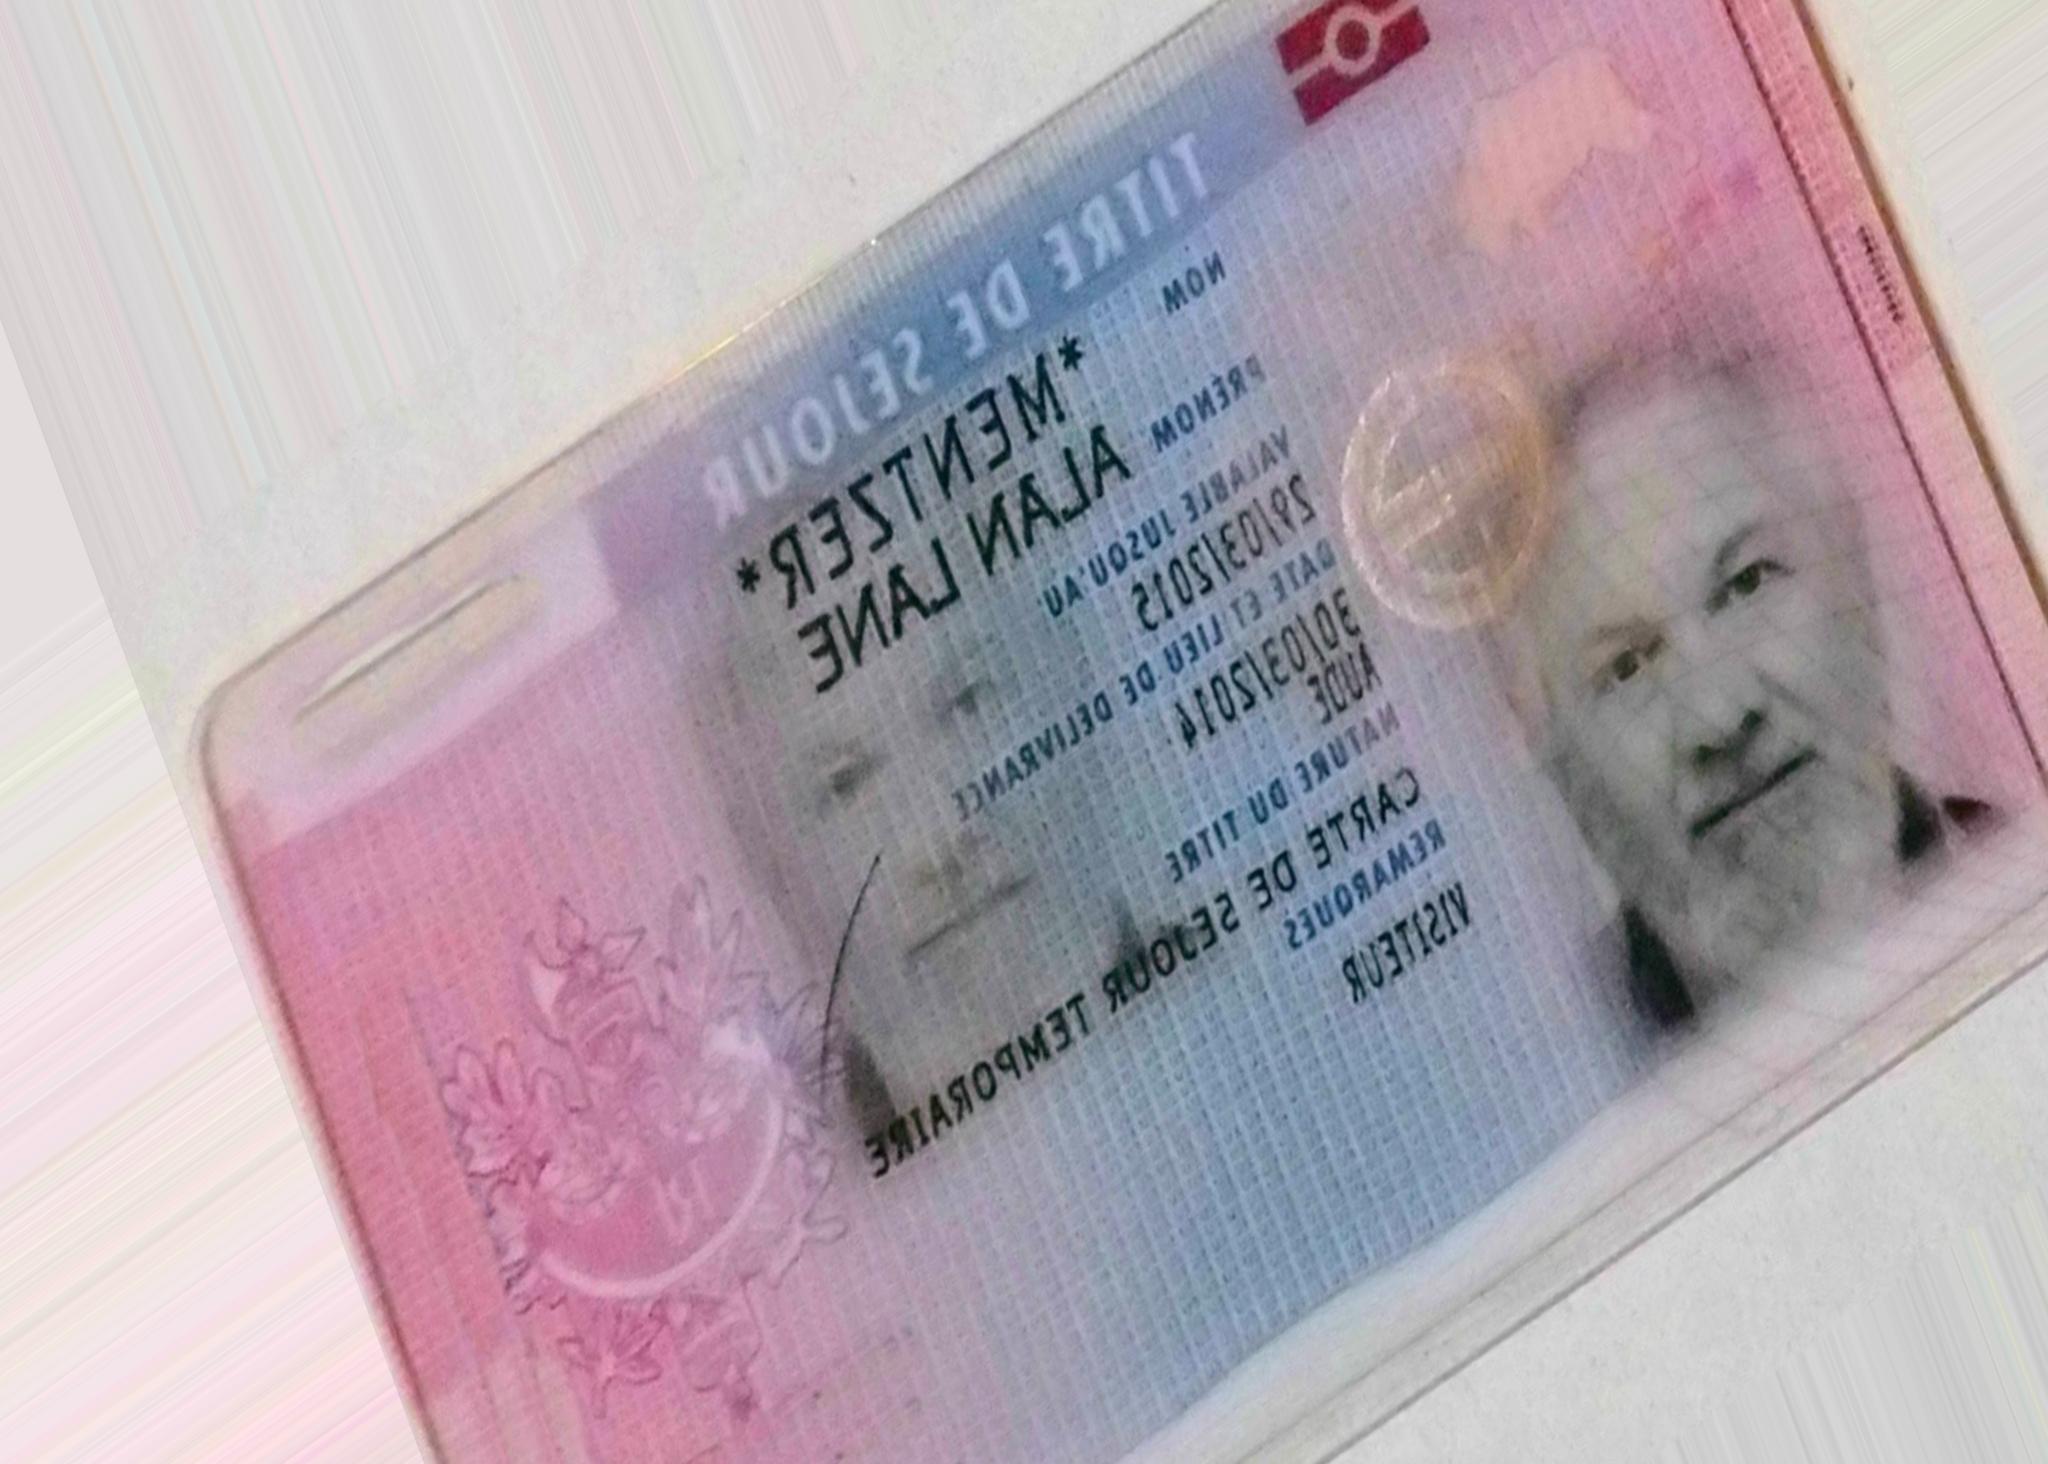 TITRE DE SEJOUR
NOM
*MENTZER*
PRÉNOM
ALAN LANE
VALABLE JUSQU'AU
29/03/2015
DATE ET LIEU DE DELIVRANCE
30/03/2014
AUDE
NATURE DU TITRE
CARTE DE SEJOUR TEMPORAIRE
REMARQUES
VISITEUR